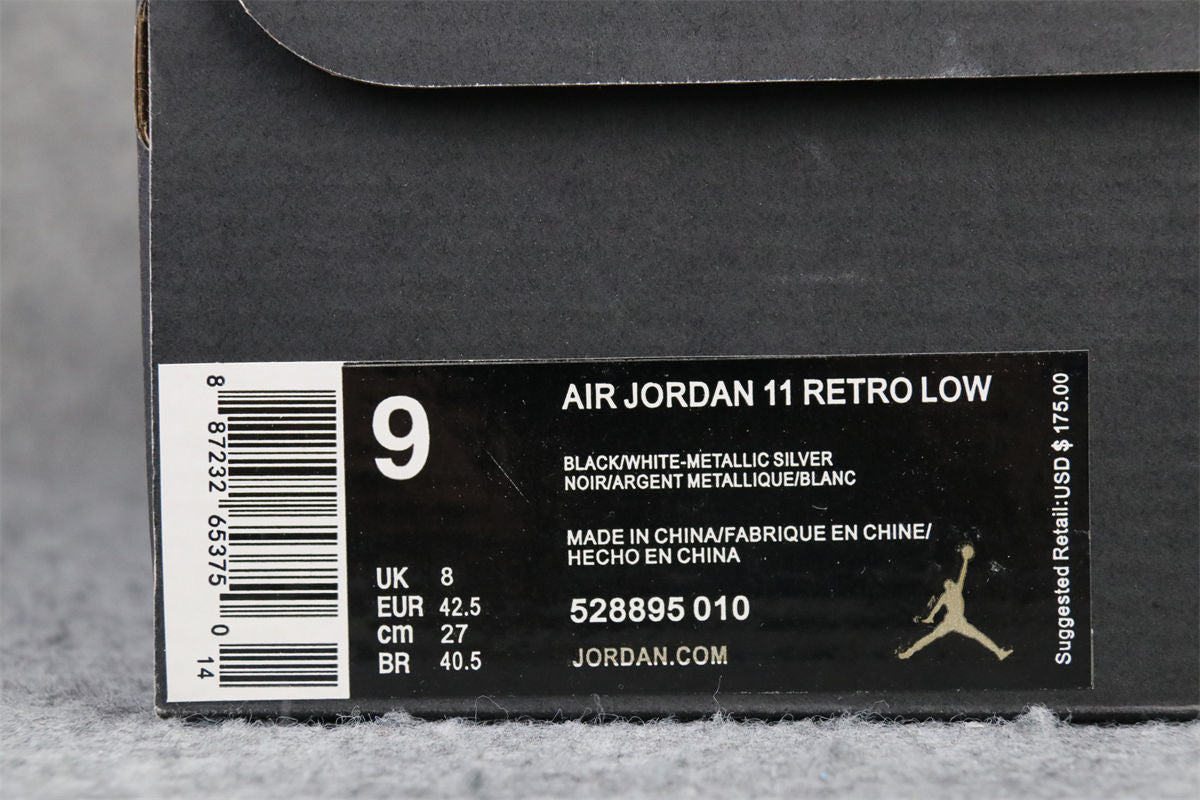 8 87232 65375 0
14
9
UK 8
EUR 42.5
cm 27
BR 40.5
AIR JORDAN 11 RETRO LOW
BLACK/WHITE-METALLIC SILVER
NOIR/ARGENT METALLIQUE/BLANC
MADE IN CHINA/FABRIQUE EN CHINE/
HECHO EN CHINA
528895 010
JORDAN.COM
Suggested Retail:USD $ 175.00